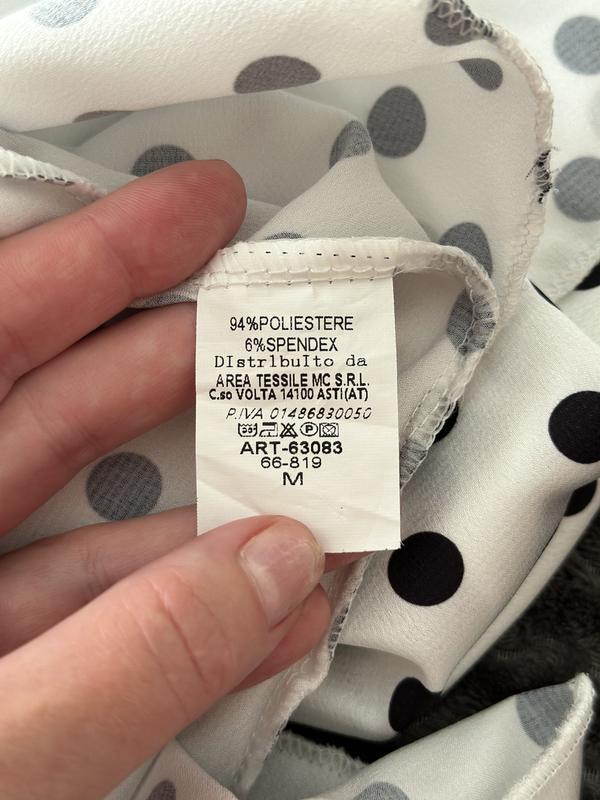 94%POLIESTERE
6%SPENDEX
DIstrlbuIto da
AREA TESSILE MC S.R.L.
C.so VOLTA 14100 ASTI(AT)
P.IVA 01486830050
P
ART-63083
66-819
M